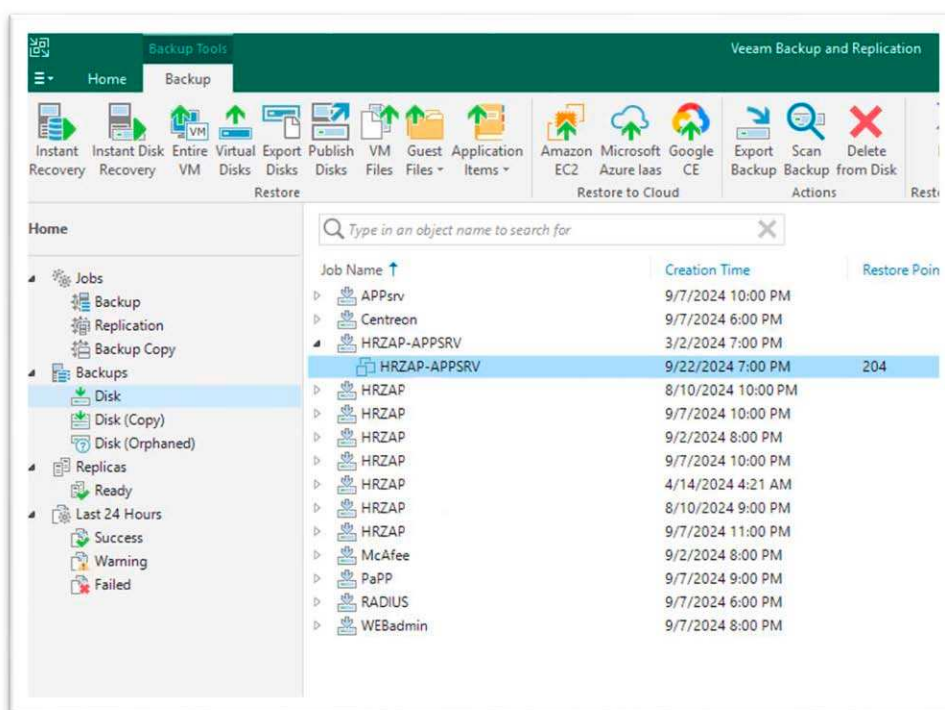 Backup Tools
Veeam Backup and Replication
Home Backup
Instant Recovery
Instant Disk Recovery
Entire VM
Virtual Disks
Export Disks
Publish Disks
VM Files
Guest Files
Application Items
Amazon EC2
Microsoft Azure Iaas
Google CE
Export Backup
Scan Backup
Delete from Disk
Restore
Restore to Cloud
Actions
Rest
Home
Jobs
Backup
Replication
Backup Copy
Backups
Disk
Disk (Copy)
Disk (Orphaned)
Replicas
Ready
Last 24 Hours
Success
Warning
Failed
Type in an object name to search for
Job Name Creation Time Restore Poin
APPsrv 9/7/2024 10:00 PM
Centreon 9/7/2024 6:00 PM
HRZAP-APPSRV 3/2/2024 7:00 PM
HRZAP-APPSRV 9/22/2024 7:00 PM 204
HRZAP 8/10/2024 10:00 PM
HRZAP 9/7/2024 10:00 PM
HRZAP 9/2/2024 8:00 PM
HRZAP 9/7/2024 10:00 PM
HRZAP 4/14/2024 4:21 AM
HRZAP 8/10/2024 9:00 PM
HRZAP 9/7/2024 11:00 PM
McAfee 9/2/2024 8:00 PM
PaPP 9/7/2024 9:00 PM
RADIUS 9/7/2024 6:00 PM
WEBadmin 9/7/2024 8:00 PM